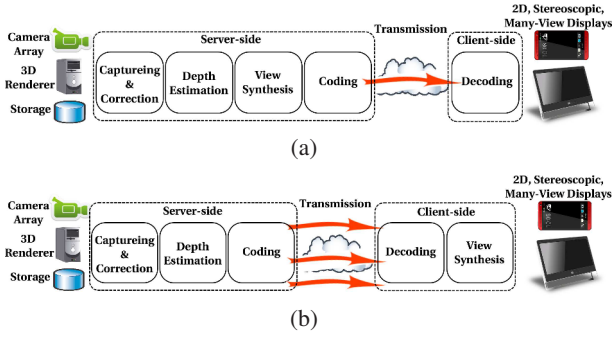 Camera
Array
3D
Renderer
Storage
Server-side
Captureing
&
Correction
Depth
Estimation
View
Synthesis
Coding
Transmission
Client-side
Decoding
2D, Stereoscopic,
Many-View Displays
(a)
Camera
Array
3D
Renderer
Storage
Server-side
Captureing
&
Correction
Depth
Estimation
Coding
Transmission
Client-side
Decoding
View
Synthesis
2D, Stereoscopic,
Many-View Displays
(b)